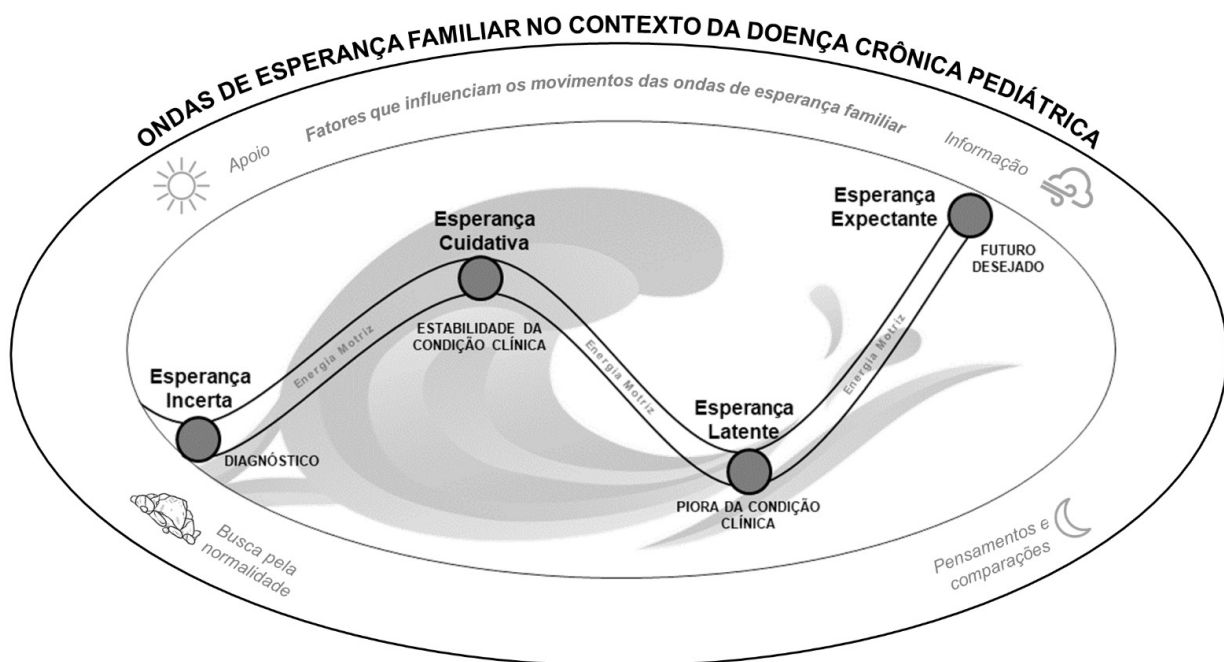 ONDAS DE ESPERANÇA FAMILIAR NO CONTEXTO DA DOENÇA CRÔNICA PEDIÁTRICA
Fatores que influenciam os movimentos das ondas de esperança familiar
Apoio
Informação
Esperança
Cuidativa
Esperança
Expectante
FUTURO
DESEJADO
ESTABILIDADE DA
CONDIÇÃO CLÍNICA
Energia Motriz
Energia Motriz
Energia Motriz
Esperança
Incerta
DIAGNÓSTICO
Esperança
Latente
PIORA DA CONDIÇÃO
CLÍNICA
Busca pela
normalidade
Pensamentos e
comparações